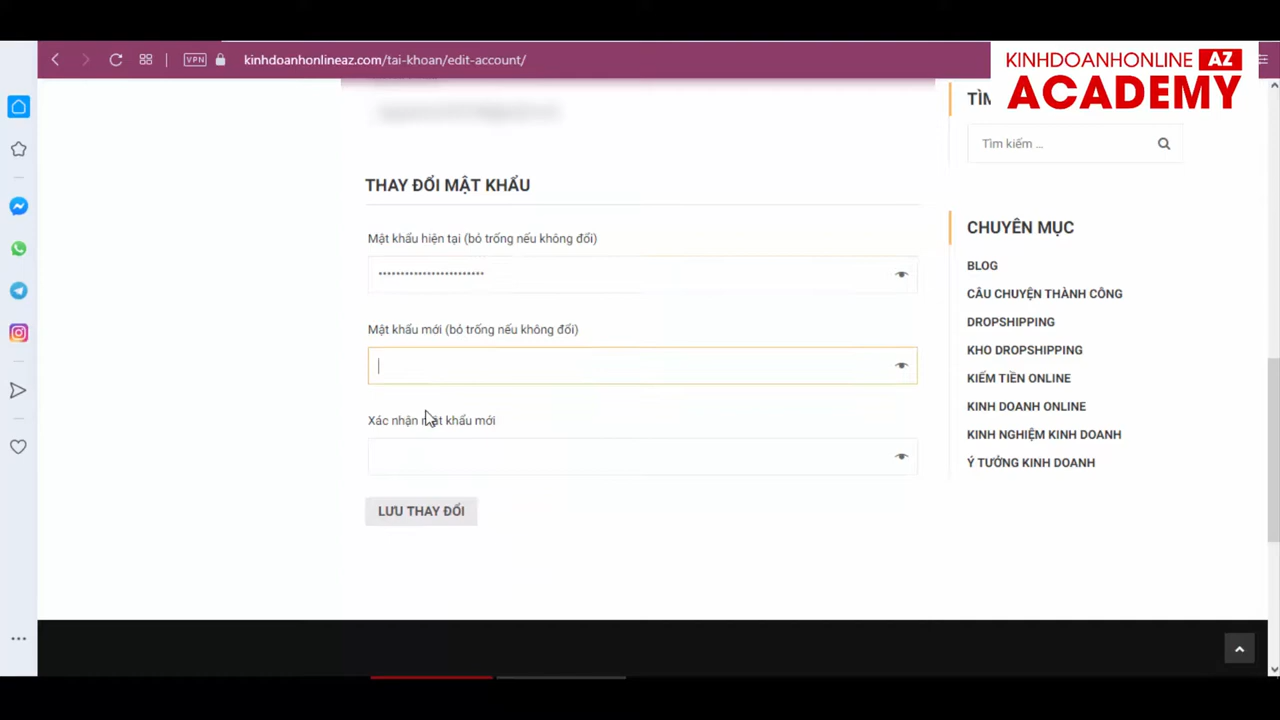 VPN
kinhdoanhonlineaz.com/tai-khoan/edit-account/
KINHDOANHONLINE AZ
ACADEMY
THAY ĐỔI MẬT KHẨU
Mật khẩu hiện tại (bỏ trống nếu không đổi)
Mật khẩu mới (bỏ trống nếu không đổi)
Xác nhận mật khẩu mới
LƯU THAY ĐỔI
Tìm kiếm ...
CHUYÊN MỤC
BLOG
CÂU CHUYỆN THÀNH CÔNG
DROPSHIPPING
KHO DROPSHIPPING
KIẾM TIỀN ONLINE
KINH DOANH ONLINE
KINH NGHIỆM KINH DOANH
Ý TƯỞNG KINH DOANH